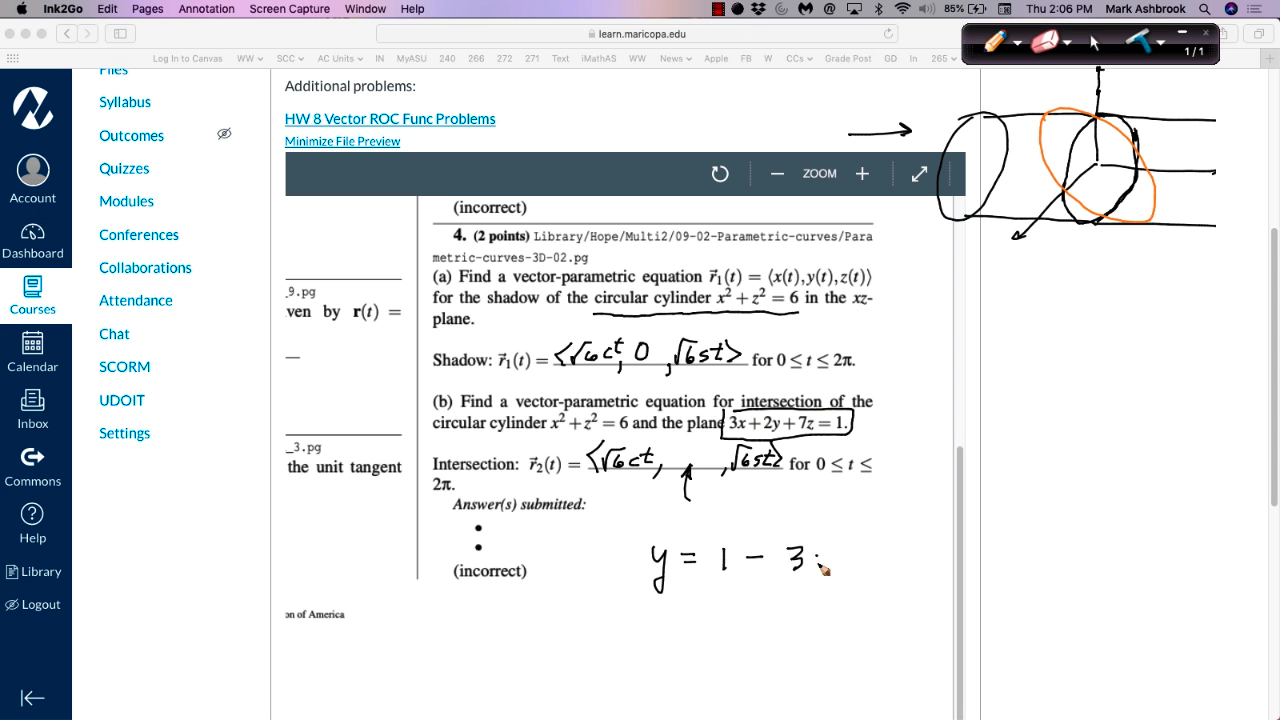 Ink2Go Edit Pages Annotation Screen Capture Window Help 85% Thu 2:06 PM Mark Ashbrook
learn.maricopa.edu
1 / 1
Log In to Canvas WW SCC AC Units IN MyASU 240 266 272 271 Text iMathAS WW News Apple FB W CCs Grade Post GD In 265
Account
Dashboard
Courses
Calendar
Inbox
Commons
Help
Library
Logout
Files
Syllabus
Outcomes
Quizzes
Modules
Conferences
Collaborations
Attendance
Chat
SCORM
UDOIT
Settings
Additional problems:
HW 8 Vector ROC Func Problems
Minimize File Preview
ZOOM
_9.pg
ven by r(t) =
_3.pg
the unit tangent
on of America
(incorrect)
4. (2 points) Library/Hope/Multi2/09-02-Parametric-curves/Para
metric-curves-3D-02.pg
(a) Find a vector-parametric equation r⃗₁(t) = ⟨x(t), y(t), z(t)⟩
for the shadow of the circular cylinder x² + z² = 6 in the xz-
plane.
Shadow: r⃗₁(t) = <√6 ct, 0, √6 st> for 0 ≤ t ≤ 2π.
(b) Find a vector-parametric equation for intersection of the
circular cylinder x² + z² = 6 and the plane 3x + 2y + 7z = 1.
Intersection: r⃗₂(t) = <√6 ct, , √6 st> for 0 ≤ t ≤
2π.
Answer(s) submitted:
•
•
(incorrect)
y = 1 - 3